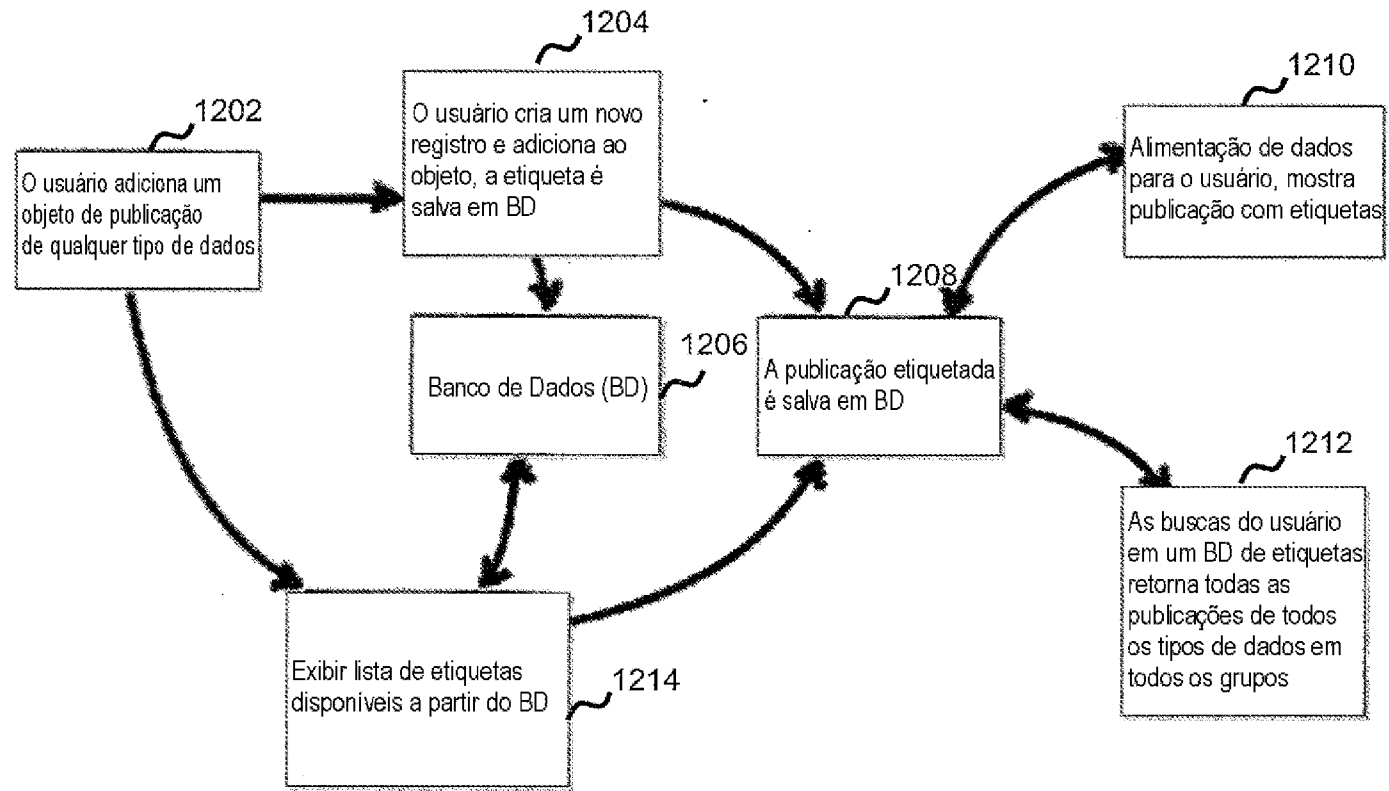 1202
O usuário adiciona um
objeto de publicação
de qualquer tipo de dados
1204
O usuário cria um novo
registro e adiciona ao
objeto, a etiqueta é
salva em BD
1206
Banco de Dados (BD)
1208
A publicação etiquetada
é salva em BD
1210
Alimentação de dados
para o usuário, mostra
publicação com etiquetas
1212
As buscas do usuário
em um BD de etiquetas
retorna todas as
publicações de todos
os tipos de dados em
todos os grupos
Exibir lista de etiquetas
disponíveis a partir do BD
1214